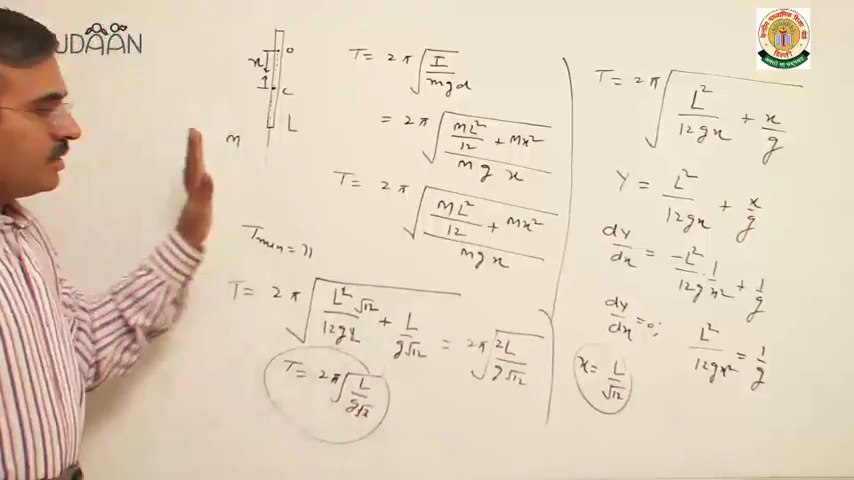 UDAAN
O
x
C
L
m
T = 2π √(I/mgd)
= 2π √((ML²/12 + Mx²)/mgx)
T = 2π √((ML²/12 + Mx²)/mgx)
T = 2π √(L²√12/12gL + L/g√12) = 2π √(2L/g√12)
T = 2π √(L/g√3)
T = 2π √(L²/12gx + x/g)
Y = L²/12gx + x/g
dy/dx = -L²/12g 1/x² + 1/g
dy/dx = 0; L²/12gx² = 1/g
x = L/√12